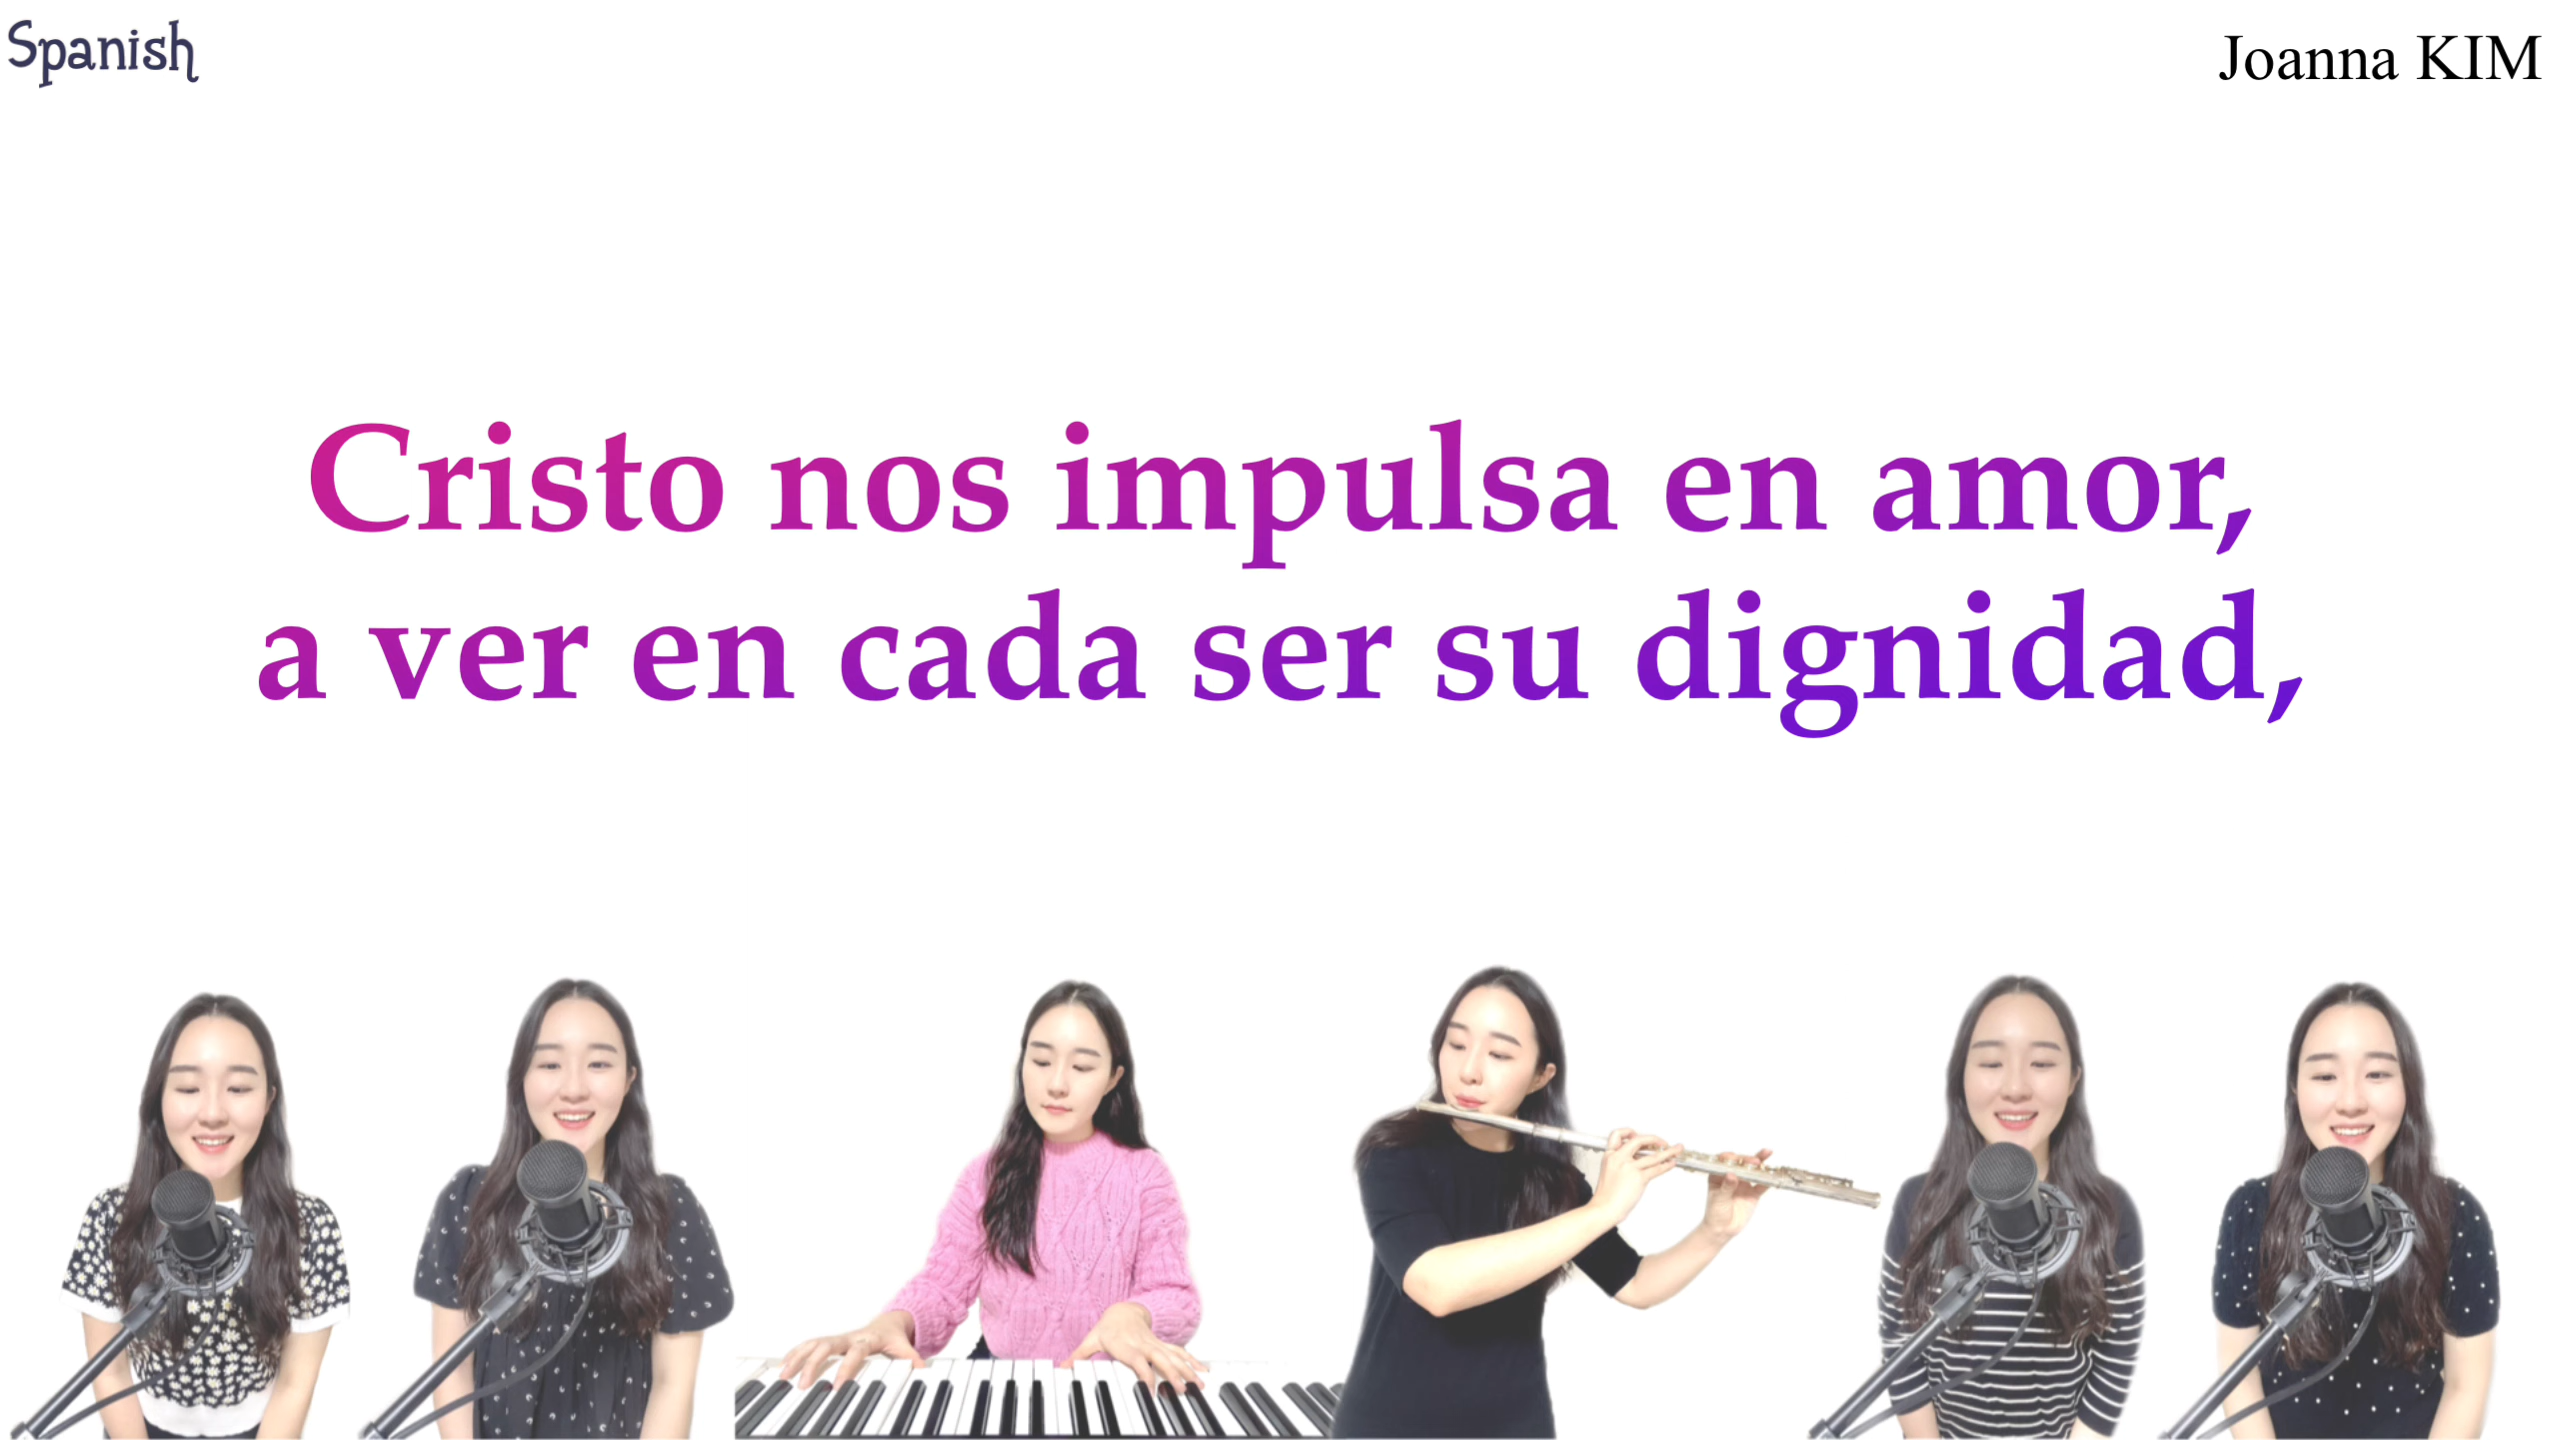 Spanish
Joanna KIM
Cristo nos impulsa en amor,
a ver en cada ser su dignidad,